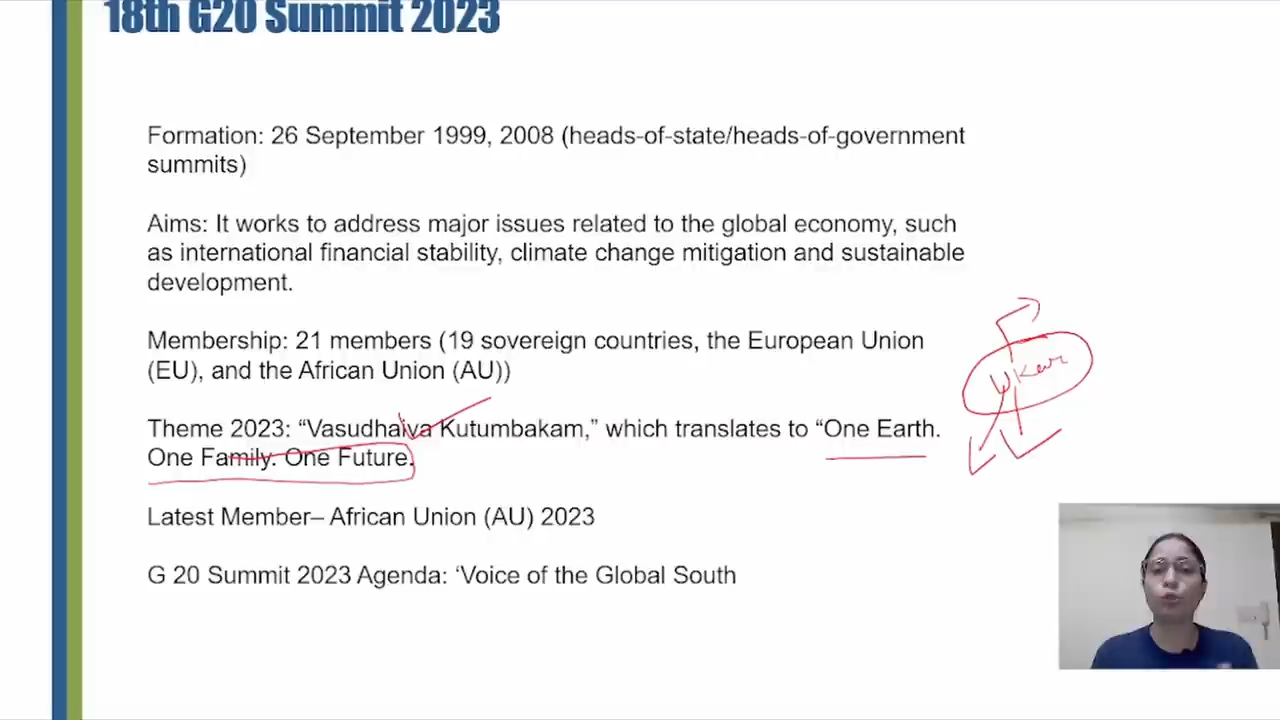 18th G20 Summit 2023
Formation: 26 September 1999, 2008 (heads-of-state/heads-of-government
summits)
Aims: It works to address major issues related to the global economy, such
as international financial stability, climate change mitigation and sustainable
development.
Membership: 21 members (19 sovereign countries, the European Union
(EU), and the African Union (AU))
Theme 2023: “Vasudhaiva Kutumbakam,” which translates to “One Earth.
One Family. One Future.
Latest Member– African Union (AU) 2023
G 20 Summit 2023 Agenda: ‘Voice of the Global South